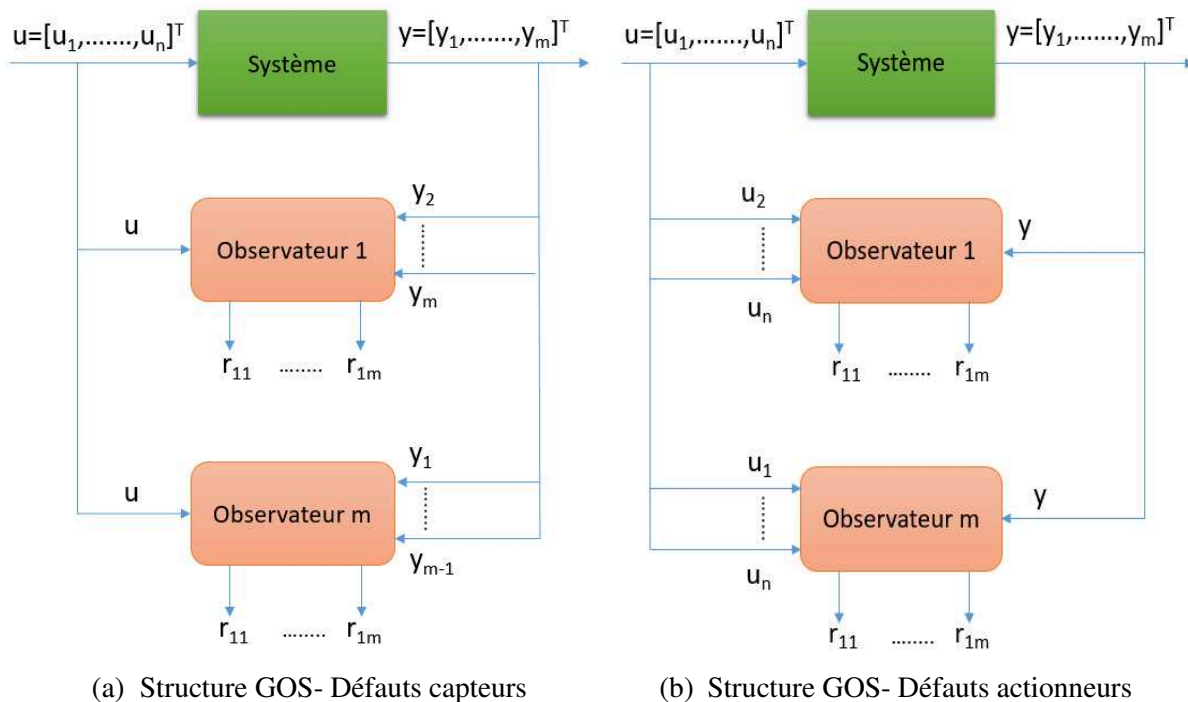 u=[u₁,.......,uₙ]ᵀ
Système
y=[y₁,.......,yₘ]ᵀ
u
Observateur 1
y₂
yₘ
r₁₁ ........ r₁ₘ
u
Observateur m
y₁
yₘ₋₁
r₁₁ ........ r₁ₘ
(a) Structure GOS- Défauts capteurs
u=[u₁,.......,uₙ]ᵀ
Système
y=[y₁,.......,yₘ]ᵀ
u₂
uₙ
Observateur 1
y
r₁₁ ........ r₁ₘ
u₁
uₙ
Observateur m
y
r₁₁ ........ r₁ₘ
(b) Structure GOS- Défauts actionneurs